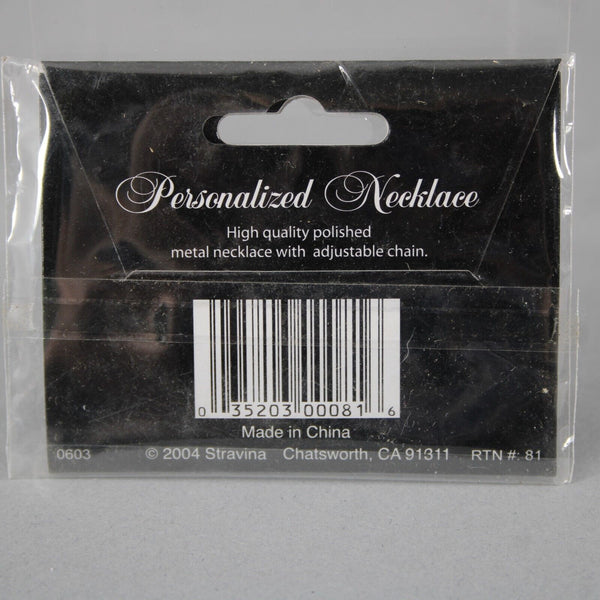 Personalized Necklace
High quality polished
metal necklace with adjustable chain.
0 35203 00081 6
Made in China
0603 © 2004 Stravina Chatsworth, CA 91311 RTN #: 81